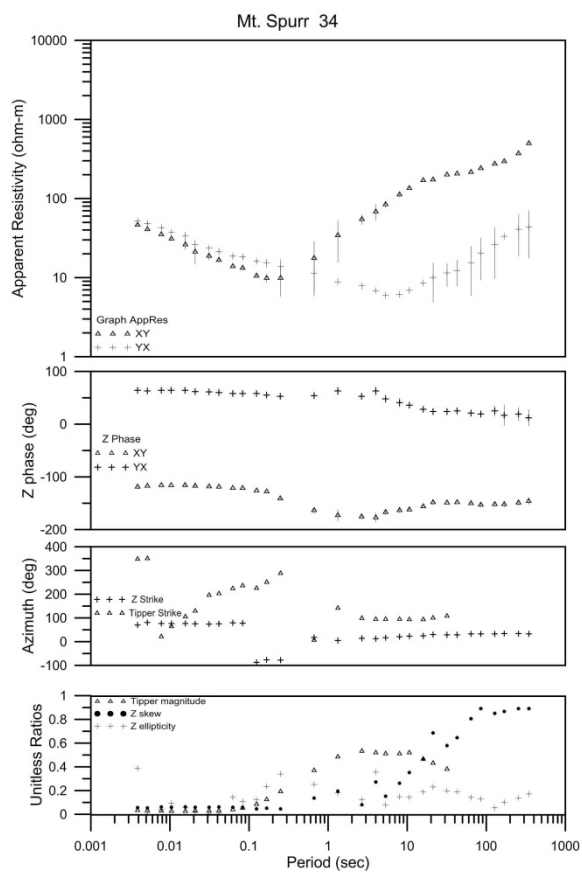 Mt. Spurr 34
10000
1000
100
10
1
Apparent Resistivity (ohm-m)
Graph AppRes
XY
YX
100
0
-100
-200
Z phase (deg)
Z Phase
XY
YX
400
300
200
100
0
-100
Azimuth (deg)
Z Strike
Tipper Strike
1
0.8
0.6
0.4
0.2
0
Unitless Ratios
Tipper magnitude
Z skew
Z ellipticity
0.001 0.01 0.1 1 10 100 1000
Period (sec)